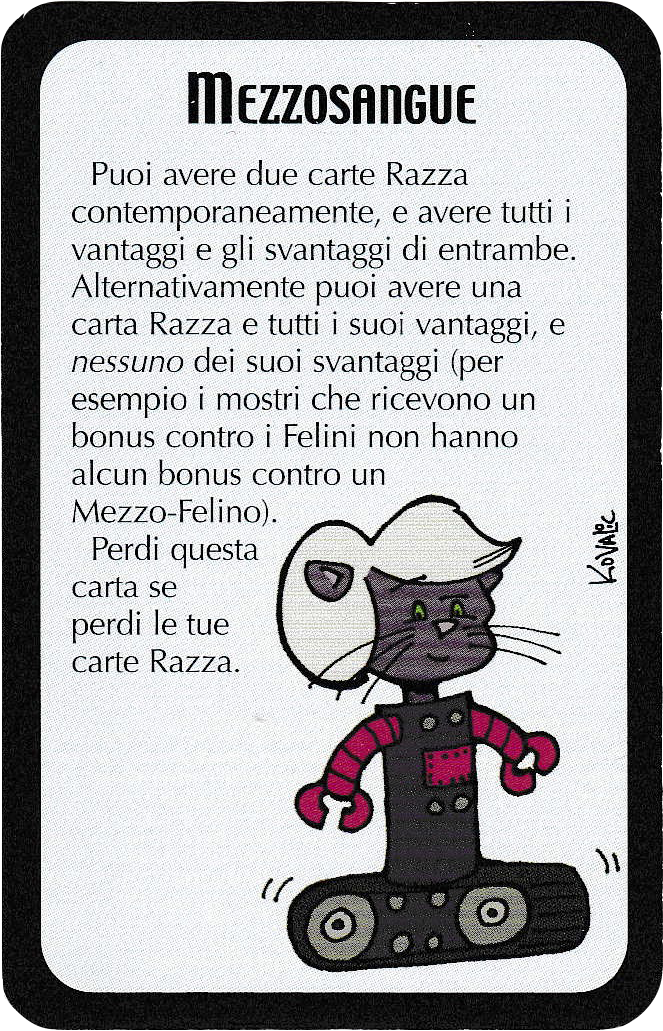 MEZZOSANGUE
Puoi avere due carte Razza
contemporaneamente, e avere tutti i
vantaggi e gli svantaggi di entrambe.
Alternativamente puoi avere una
carta Razza e tutti i suoi vantaggi, e
nessuno dei suoi svantaggi (per
esempio i mostri che ricevono un
bonus contro i Felini non hanno
alcun bonus contro un
Mezzo-Felino).
Perdi questa
carta se
perdi le tue
carte Razza.
KOVALIC